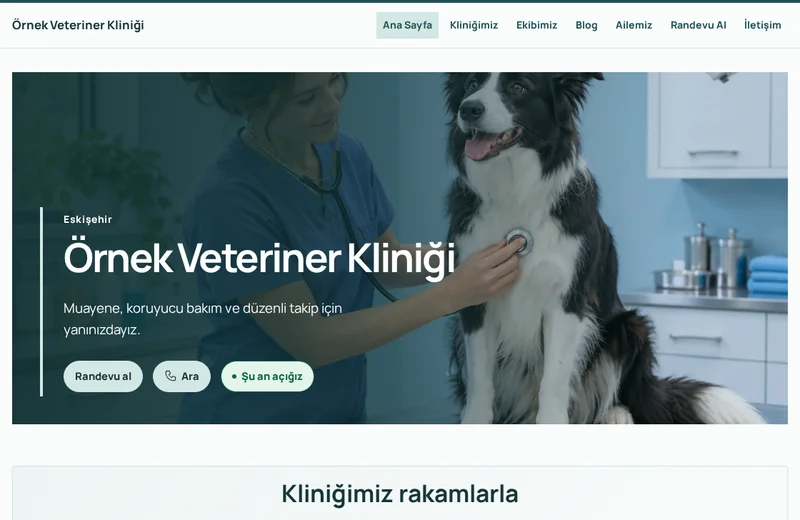 Örnek Veteriner Kliniği
Ana Sayfa
Kliniğimiz
Ekibimiz
Blog
Ailemiz
Randevu Al
İletişim
Eskişehir
Örnek Veteriner Kliniği
Muayene, koruyucu bakım ve düzenli takip için
yanınızdayız.
Randevu al
Ara
Şu an açığız
Kliniğimiz rakamlarla